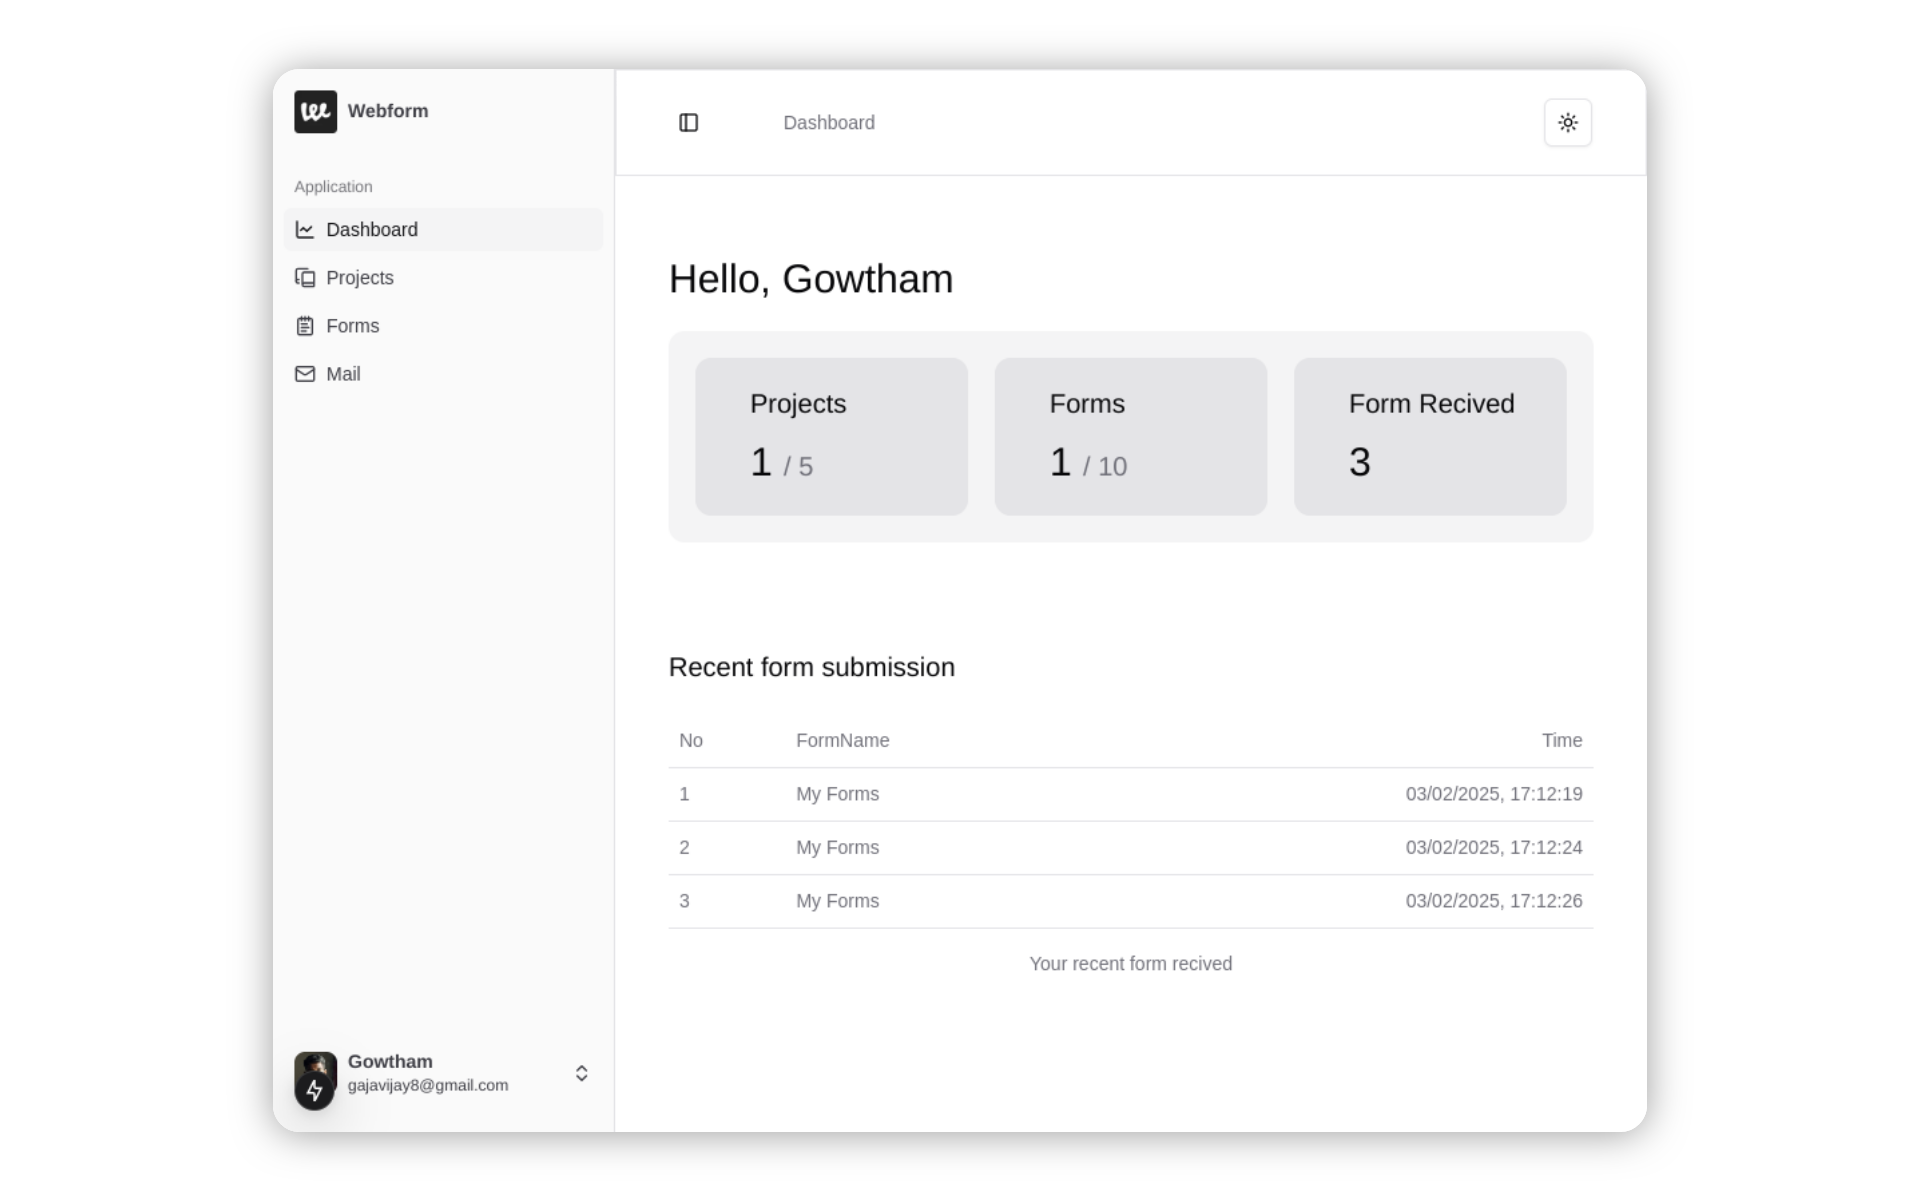 Webform
Application
Dashboard
Projects
Forms
Mail
Gowtham
gajavijay8@gmail.com
Dashboard
Hello, Gowtham
Projects
1 / 5
Forms
1 / 10
Form Recived
3
Recent form submission
No FormName Time
1 My Forms 03/02/2025, 17:12:19
2 My Forms 03/02/2025, 17:12:24
3 My Forms 03/02/2025, 17:12:26
Your recent form recived